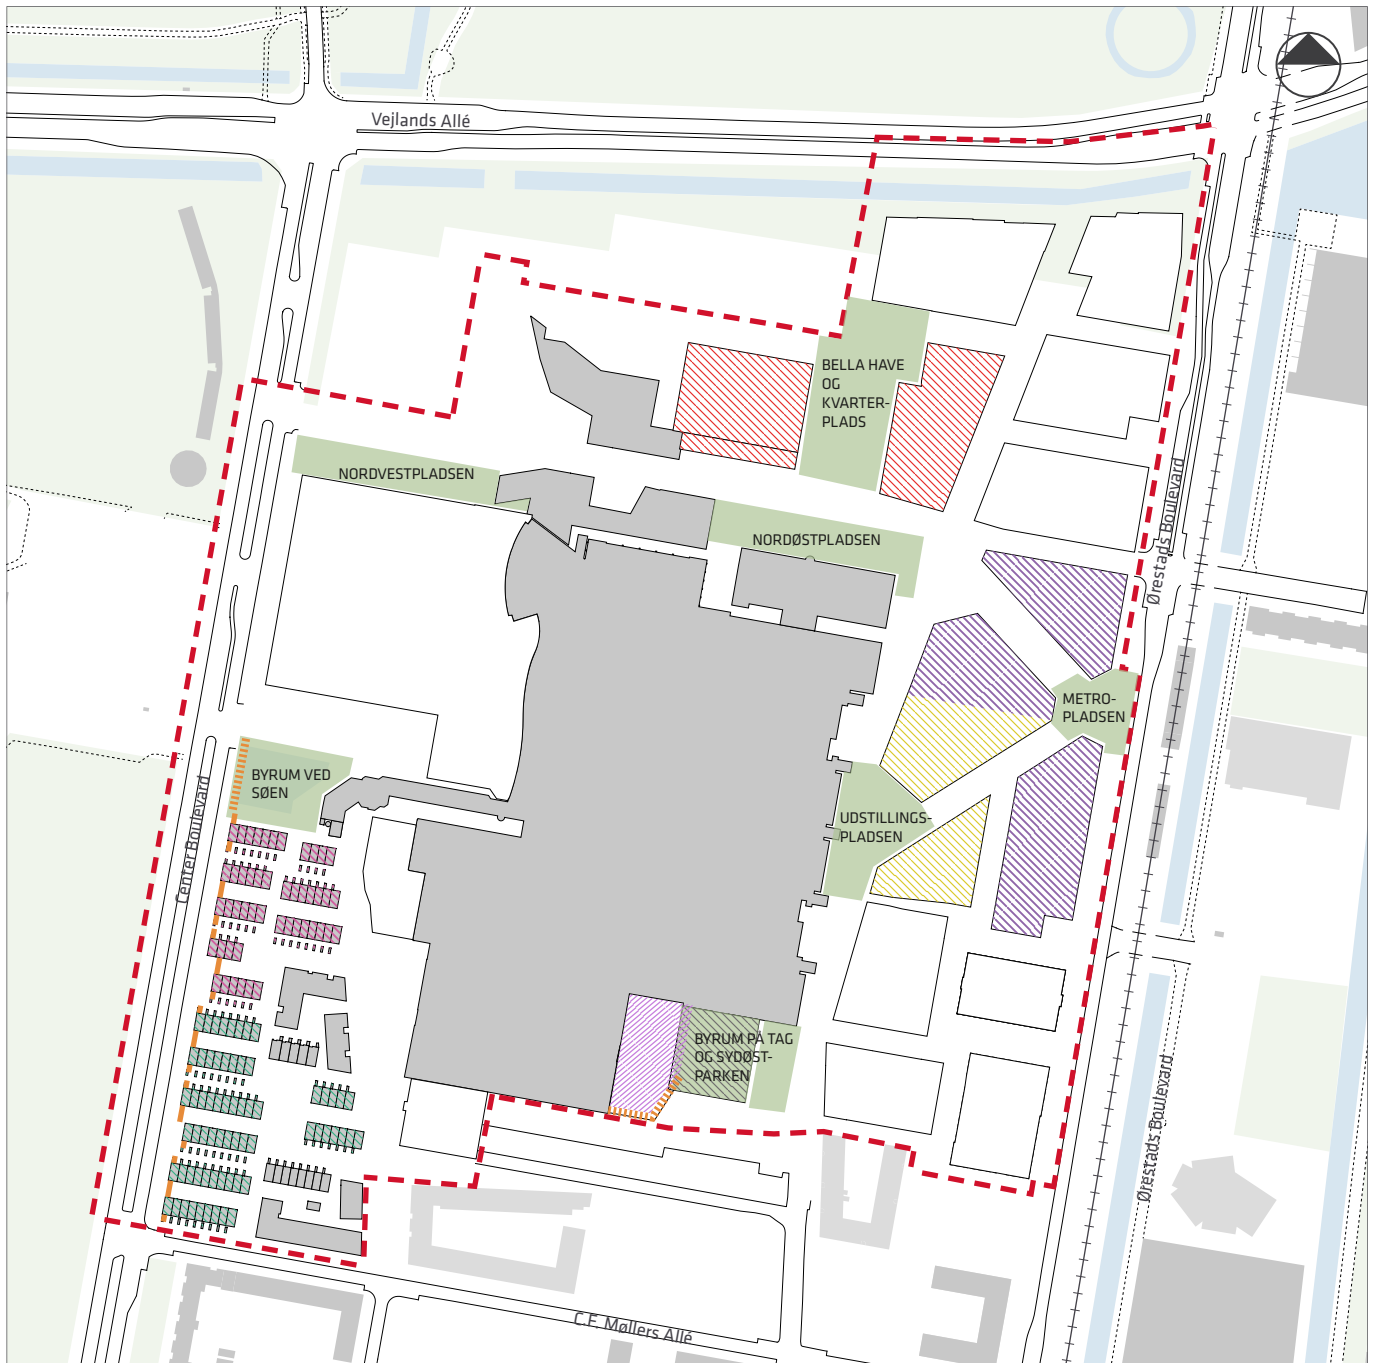 Vejlands Allé
BELLA HAVE
OG
KVARTER-
PLADS
NORDVESTPLADSEN
NORDØSTPLADSEN
Ørestads Boulevard
METRO-
PLADSEN
BYRUM VED
SØEN
UDSTILLINGS-
PLADSEN
Center Boulevard
BYRUM PÅ TAG
OG SYDØST-
PARKEN
Ørestads Boulevard
C.F. Møllers Allé